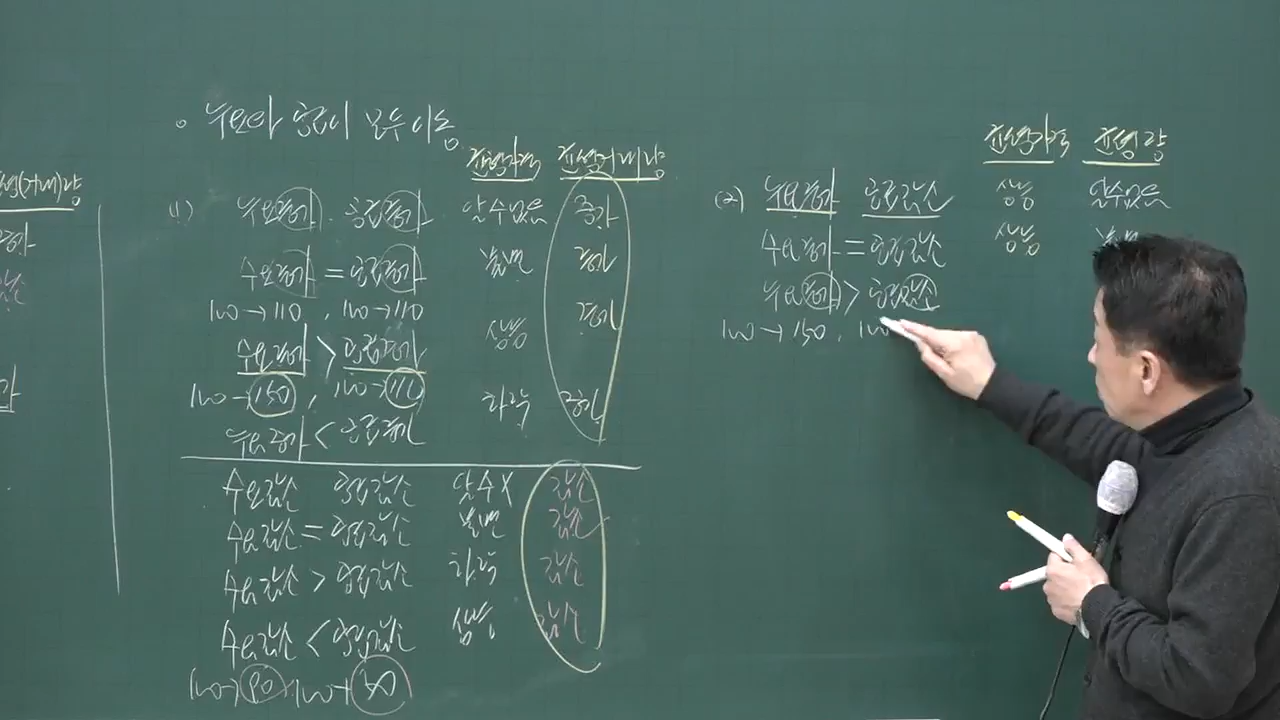 수요와 공급이 모두 이동
균형가격 균형거래량
(1) 수요증가, 공급증가 알수없음 증가
수요증가 = 공급증가 불변 증가
100→110, 100→110
수요증가 > 공급증가 상승 증가
100→150, 100→110
수요증가 < 공급증가 하락 증가
수요감소 공급감소 알수X 감소
수요감소 = 공급감소 불변 감소
수요감소 > 공급감소 하락 감소
수요감소 < 공급감소 상승 감소
100→90, 100→30
균형가격 균형량
(2) 수요증가 공급감소 상승 알수없음
수요증가 = 공급감소 상승 불변
수요증가 > 공급감소
100→150, 100